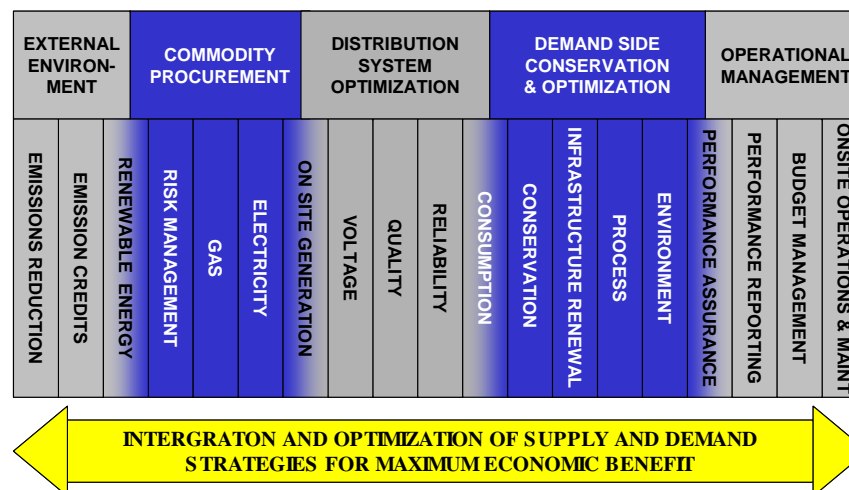 EXTERNAL
ENVIRON-
MENT
COMMODITY
PROCUREMENT
DISTRIBUTION
SYSTEM
OPTIMIZATION
DEMAND SIDE
CONSERVATION
& OPTIMIZATION
OPERATIONAL
MANAGEMENT
EMISSIONS REDUCTION
EMISSION CREDITS
RENEWABLE ENERGY
RISK MANAGEMENT
GAS
ELECTRICITY
ON SITE GENERATION
VOLTAGE
QUALITY
RELIABILITY
CONSUMPTION
CONSERVATION
INFRASTRUCTURE RENEWAL
PROCESS
ENVIRONMENT
PERFORMANCE ASSURANCE
PERFORMANCE REPORTING
BUDGET MANAGEMENT
ONSITE OPERATIONS & MAINT
INTERGRATON AND OPTIMIZATION OF SUPPLY AND DEMAND
STRATEGIES FOR MAXIMUM ECONOMIC BENEFIT